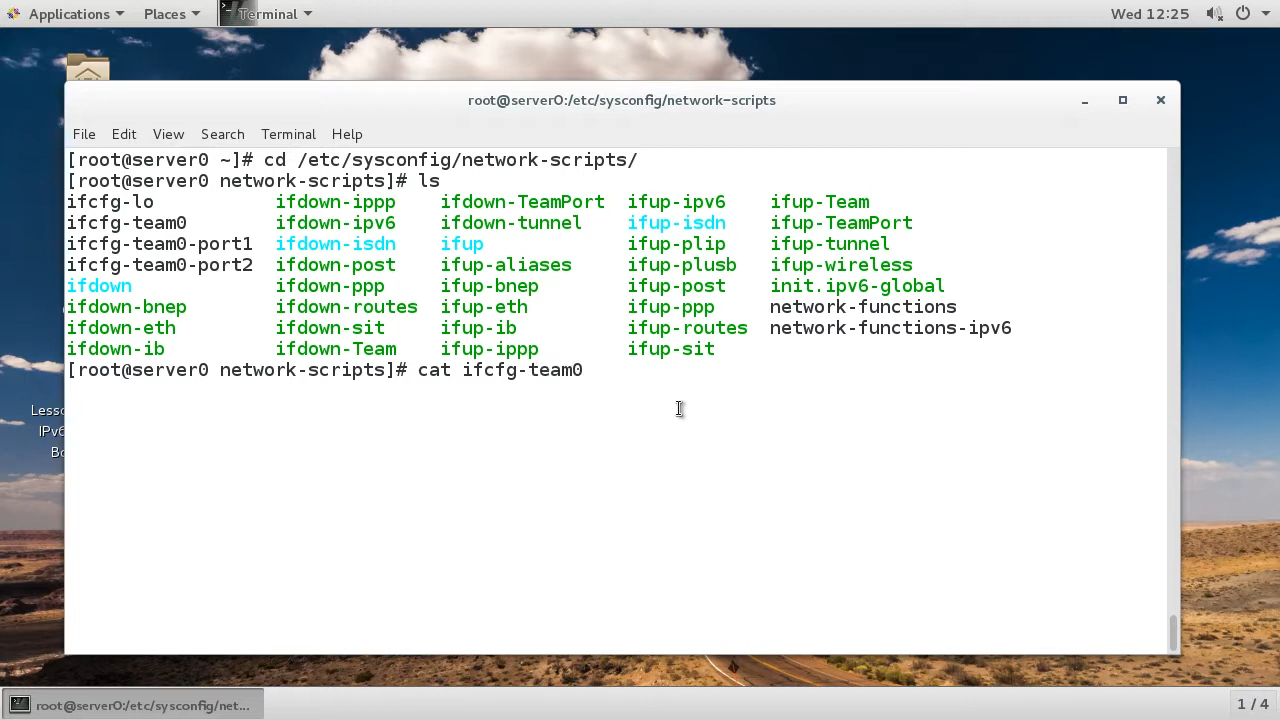 Applications Places Terminal Wed 12:25
root@server0:/etc/sysconfig/network-scripts
File Edit View Search Terminal Help
[root@server0 ~]# cd /etc/sysconfig/network-scripts/
[root@server0 network-scripts]# ls
ifcfg-lo ifdown-ippp ifdown-TeamPort ifup-ipv6 ifup-Team
ifcfg-team0 ifdown-ipv6 ifdown-tunnel ifup-isdn ifup-TeamPort
ifcfg-team0-port1 ifdown-isdn ifup ifup-plip ifup-tunnel
ifcfg-team0-port2 ifdown-post ifup-aliases ifup-plusb ifup-wireless
ifdown ifdown-ppp ifup-bnep ifup-post init.ipv6-global
ifdown-bnep ifdown-routes ifup-eth ifup-ppp network-functions
ifdown-eth ifdown-sit ifup-ib ifup-routes network-functions-ipv6
ifdown-ib ifdown-Team ifup-ippp ifup-sit
[root@server0 network-scripts]# cat ifcfg-team0
Lesso
IPv6
Bo
root@server0:/etc/sysconfig/net... 1 / 4